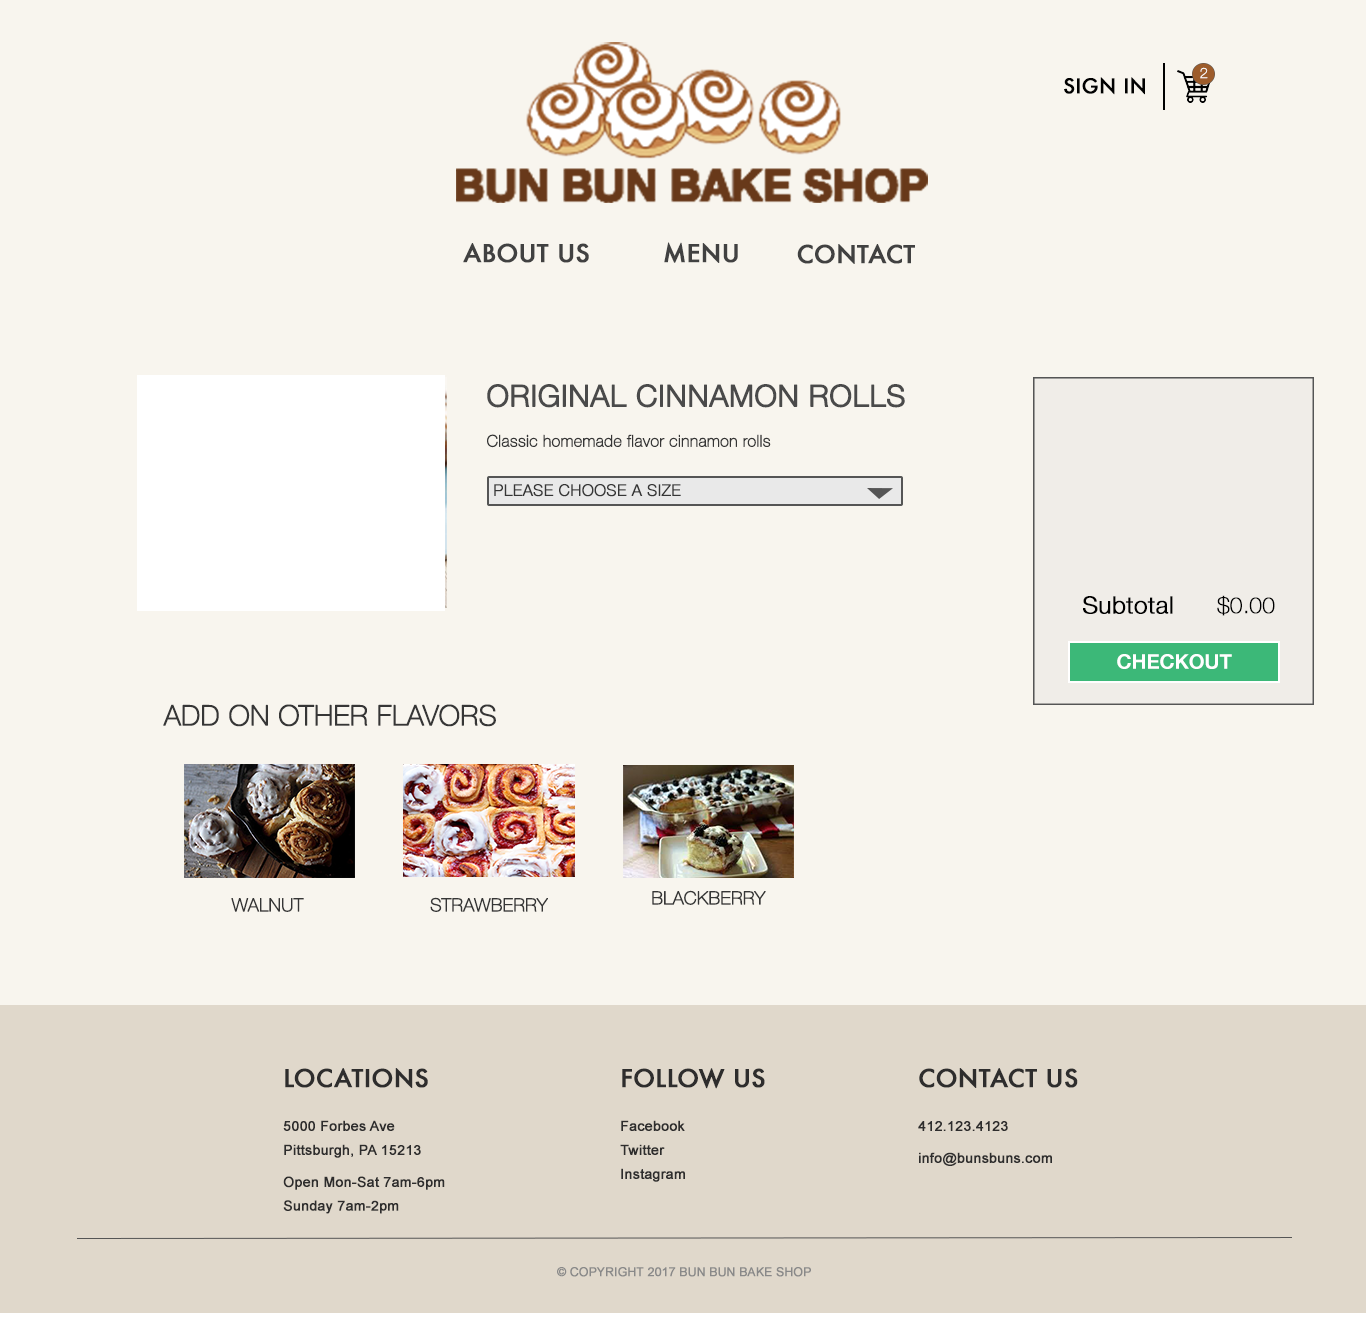 SIGN IN
2
BUN BUN BAKE SHOP
ABOUT US
MENU
CONTACT
ORIGINAL CINNAMON ROLLS
Classic homemade flavor cinnamon rolls
PLEASE CHOOSE A SIZE
Subtotal $0.00
CHECKOUT
ADD ON OTHER FLAVORS
WALNUT
STRAWBERRY
BLACKBERRY
LOCATIONS
5000 Forbes Ave
Pittsburgh, PA 15213
Open Mon-Sat 7am-6pm
Sunday 7am-2pm
FOLLOW US
Facebook
Twitter
Instagram
CONTACT US
412.123.4123
info@bunsbuns.com
© COPYRIGHT 2017 BUN BUN BAKE SHOP